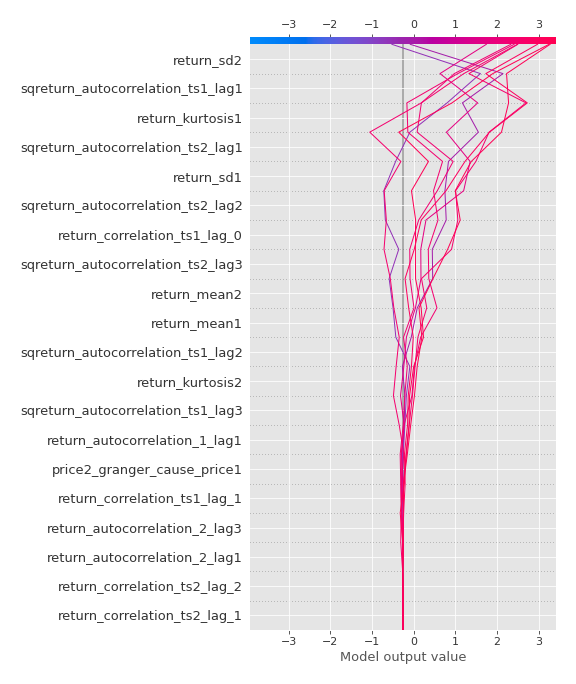 −3 −2 −1 0 1 2 3
return_sd2
sqreturn_autocorrelation_ts1_lag1
return_kurtosis1
sqreturn_autocorrelation_ts2_lag1
return_sd1
sqreturn_autocorrelation_ts2_lag2
return_correlation_ts1_lag_0
sqreturn_autocorrelation_ts2_lag3
return_mean2
return_mean1
sqreturn_autocorrelation_ts1_lag2
return_kurtosis2
sqreturn_autocorrelation_ts1_lag3
return_autocorrelation_1_lag1
price2_granger_cause_price1
return_correlation_ts1_lag_1
return_autocorrelation_2_lag3
return_autocorrelation_2_lag1
return_correlation_ts2_lag_2
return_correlation_ts2_lag_1
−3 −2 −1 0 1 2 3
Model output value